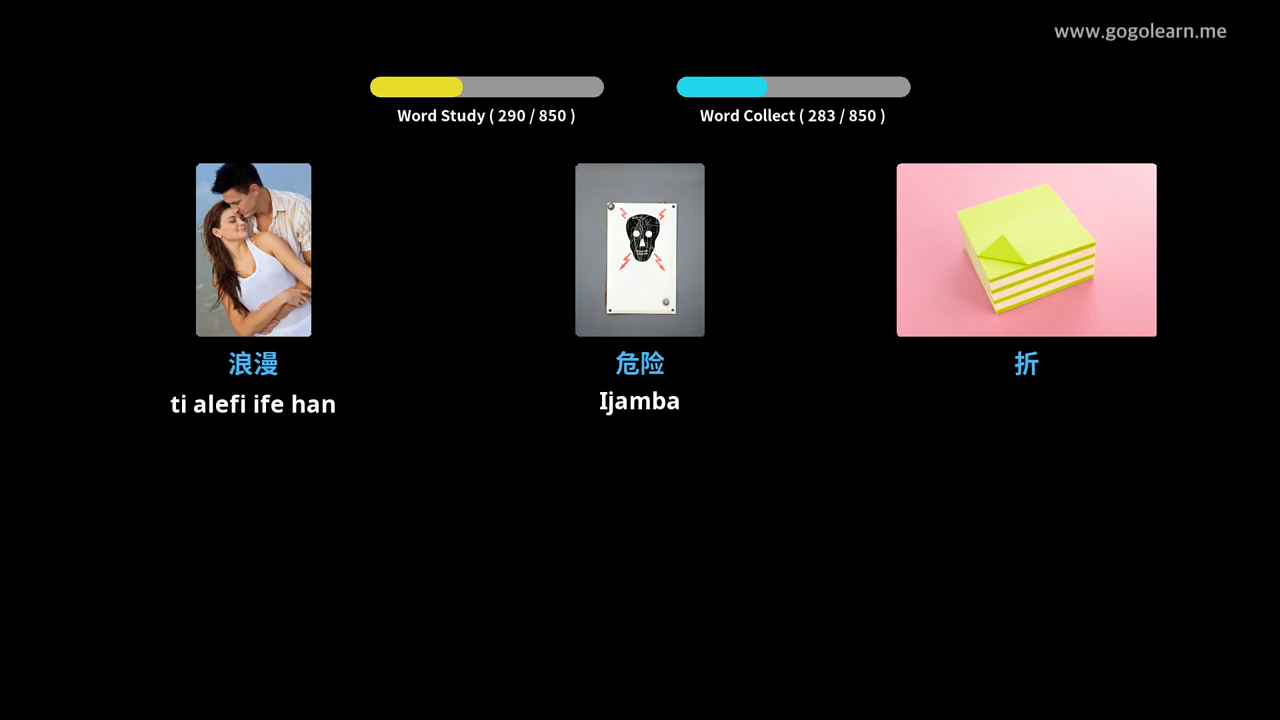 www.gogolearn.me
Word Study ( 290 / 850 )
Word Collect ( 283 / 850 )
浪漫
危险
折
ti alefi ife han
Ijamba